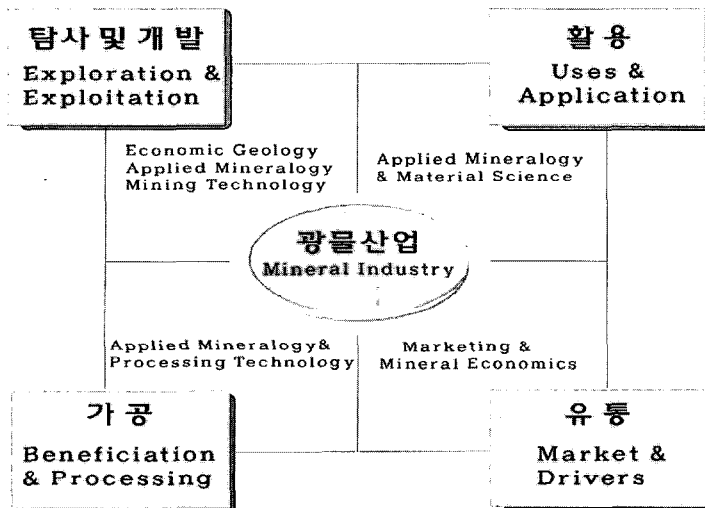 탐사 및 개발
Exploration &
Exploitation
활 용
Uses &
Application
Economic Geology
Applied Mineralogy
Mining Technology
Applied Mineralogy
& Material Science
광물산업
Mineral Industry
Applied Mineralogy&
Processing Technology
Marketing &
Mineral Economics
가 공
Beneficiation
& Processing
유 통
Market &
Drivers